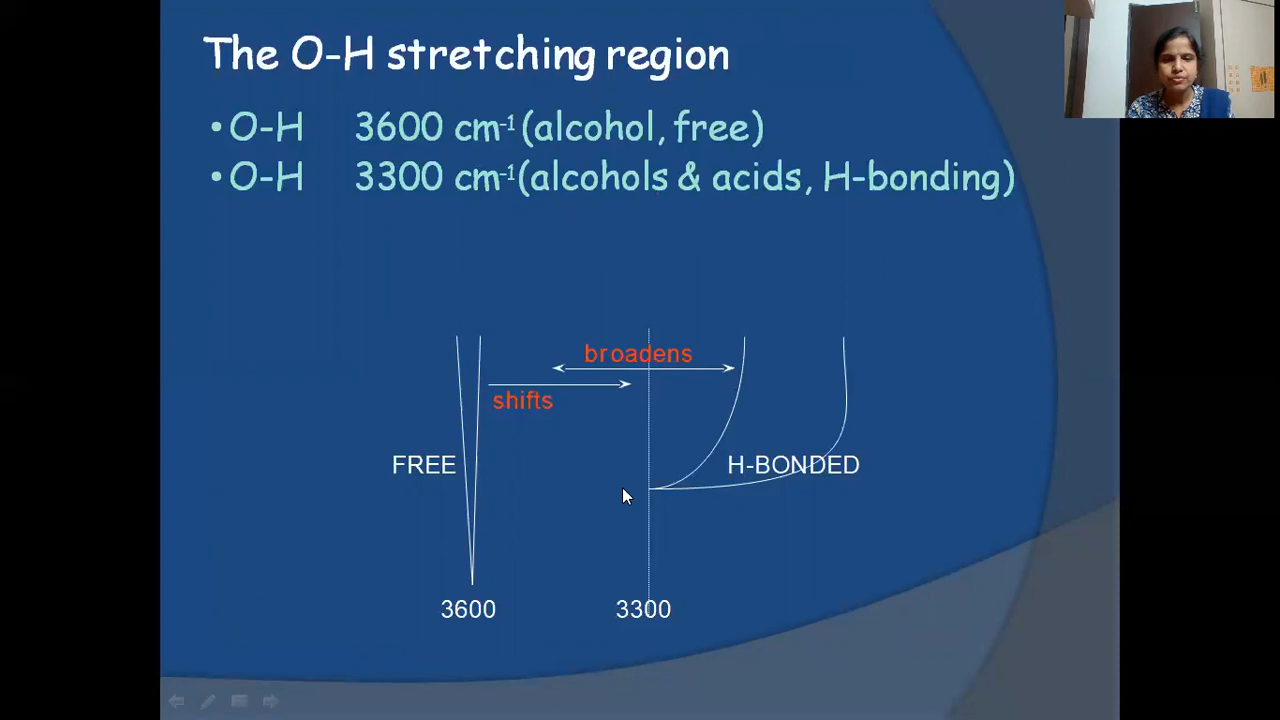 The O-H stretching region
•O-H 3600 cm-1 (alcohol, free)
•O-H 3300 cm-1 (alcohols & acids, H-bonding)
broadens
shifts
FREE
H-BONDED
3600
3300